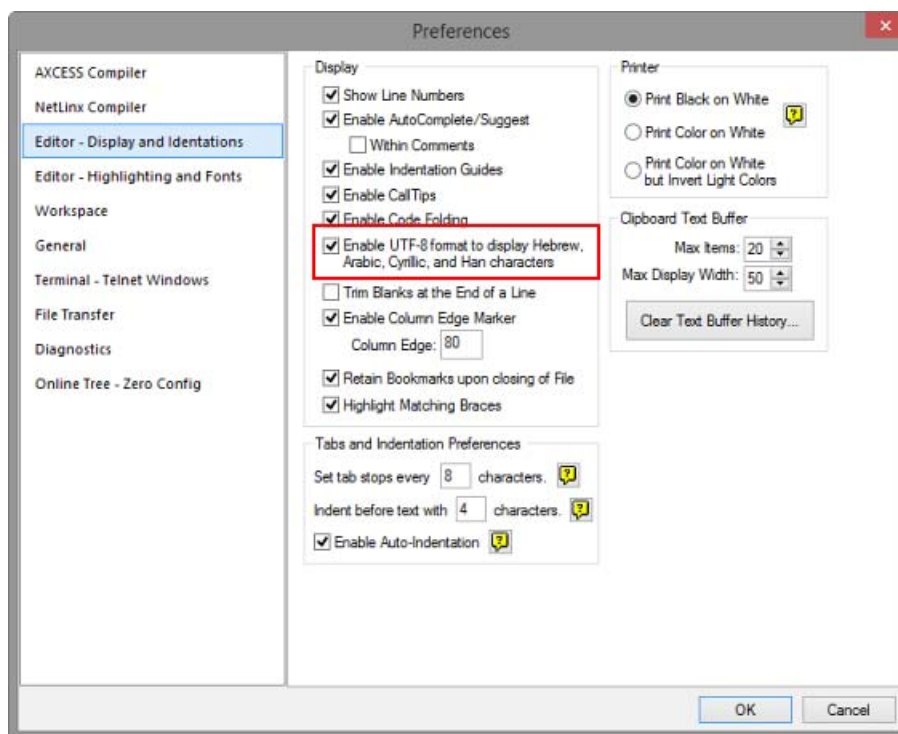 Preferences
AXCESS Compiler
NetLinx Compiler
Editor - Display and Identations
Editor - Highlighting and Fonts
Workspace
General
Terminal - Telnet Windows
File Transfer
Diagnostics
Online Tree - Zero Config
Display
Show Line Numbers
Enable AutoComplete/Suggest
Within Comments
Enable Indentation Guides
Enable CallTips
Enable Code Folding
Enable UTF-8 format to display Hebrew,
Arabic, Cyrillic, and Han characters
Trim Blanks at the End of a Line
Enable Column Edge Marker
Column Edge: 80
Retain Bookmarks upon closing of File
Highlight Matching Braces
Tabs and Indentation Preferences
Set tab stops every 8 characters. ?
Indent before text with 4 characters. ?
Enable Auto-Indentation ?
Printer
Print Black on White ?
Print Color on White
Print Color on White
but Invert Light Colors
Clipboard Text Buffer
Max Items: 20
Max Display Width: 50
Clear Text Buffer History...
OK
Cancel